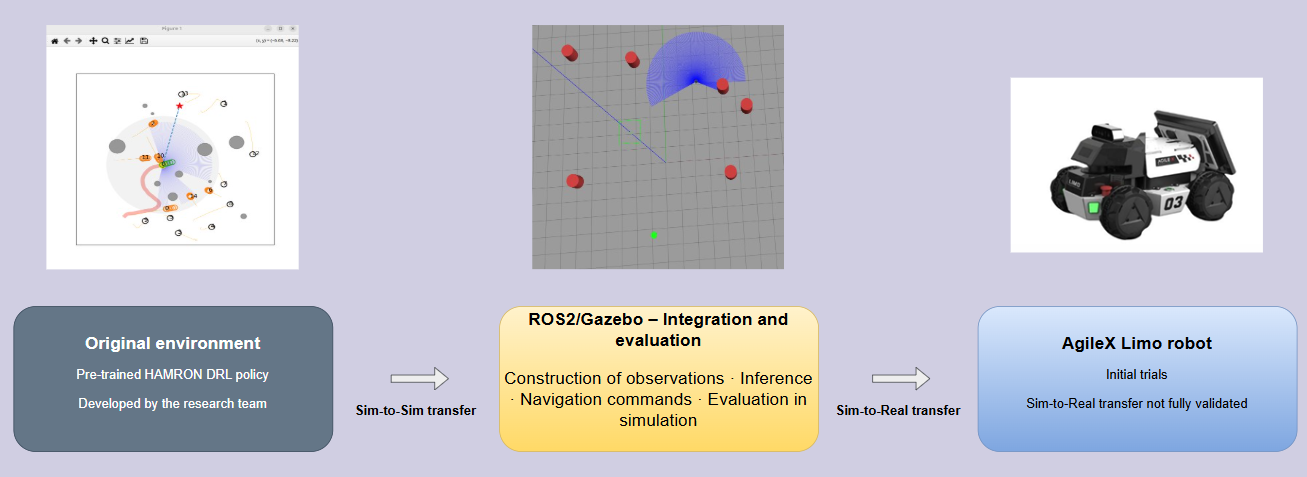 Figure 1
Original environment
Pre-trained HAMRON DRL policy
Developed by the research team
Sim-to-Sim transfer
ROS2/Gazebo – Integration and
evaluation
Construction of observations · Inference
· Navigation commands · Evaluation in
simulation
Sim-to-Real transfer
AGILE
LIMO
03
AgileX Limo robot
Initial trials
Sim-to-Real transfer not fully validated